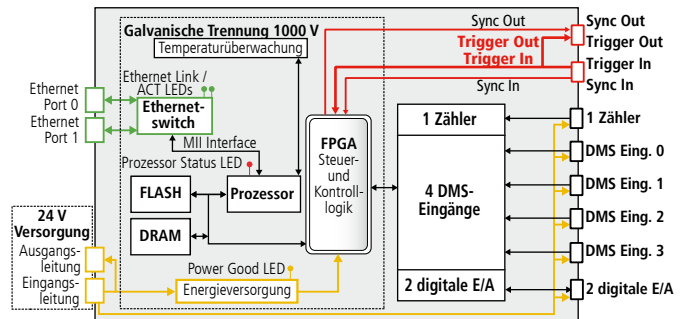 Galvanische Trennung 1000 V
Temperaturüberwachung
Sync Out
Trigger Out
Trigger In
Sync In
Sync Out
Trigger Out
Trigger In
Sync In
Ethernet
Port 0
Ethernet
Port 1
Ethernet Link /
ACT LEDs
Ethernet-
switch
MII Interface
Prozessor Status LED
FLASH
Prozessor
DRAM
FPGA
Steuer-
und
Kontroll-
logik
1 Zähler
4 DMS-
Eingänge
2 digitale E/A
1 Zähler
DMS Eing. 0
DMS Eing. 1
DMS Eing. 2
DMS Eing. 3
2 digitale E/A
24 V
Versorgung
Ausgangs-
leitung
Eingangs-
leitung
Power Good LED
Energieversorgung